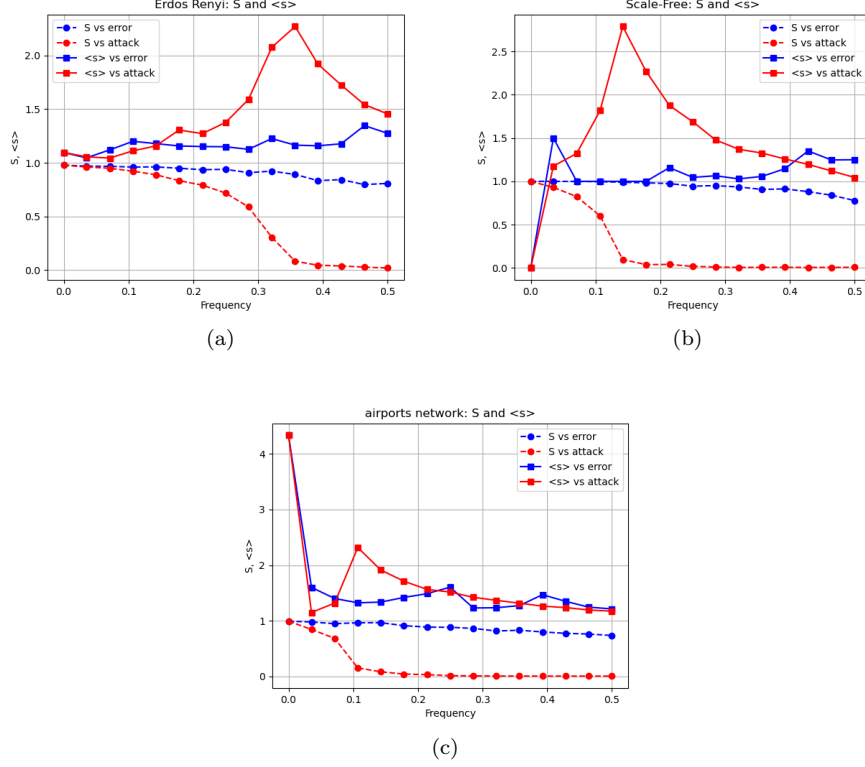 Erdos Renyi: S and <s>
S vs error
S vs attack
<s> vs error
<s> vs attack
2.0
1.5
1.0
0.5
0.0
S, <s>
0.0 0.1 0.2 0.3 0.4 0.5
Frequency
(a)
Scale-Free: S and <s>
S vs error
S vs attack
<s> vs error
<s> vs attack
2.5
2.0
1.5
1.0
0.5
0.0
S, <s>
0.0 0.1 0.2 0.3 0.4 0.5
Frequency
(b)
airports network: S and <s>
S vs error
S vs attack
<s> vs error
<s> vs attack
4
3
2
1
0
S, <s>
0.0 0.1 0.2 0.3 0.4 0.5
Frequency
(c)